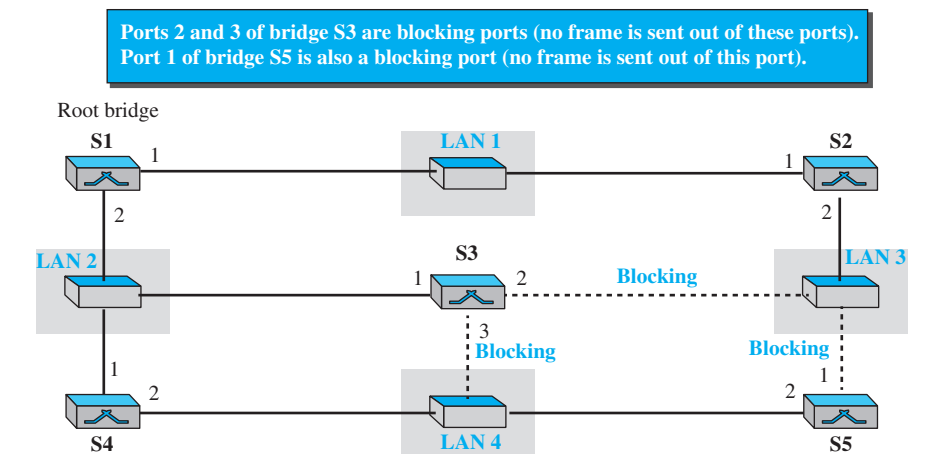 Ports 2 and 3 of bridge S3 are blocking ports (no frame is sent out of these ports).
Port 1 of bridge S5 is also a blocking port (no frame is sent out of this port).
Root bridge
S1
LAN 1
S2
1
1
2
2
LAN 2
S3
LAN 3
1
2
Blocking
3
Blocking
Blocking
1
1
2
2
S4
LAN 4
S5